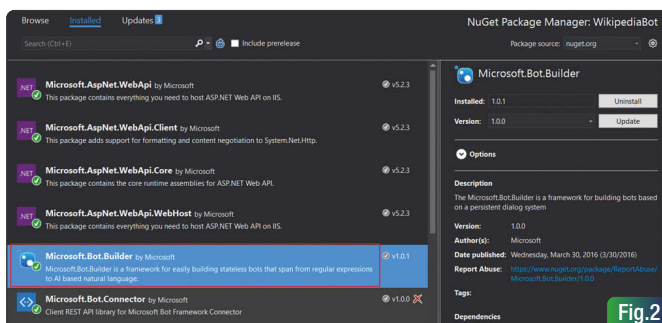 Browse Installed Updates 3
NuGet Package Manager: WikipediaBot
Search (Ctrl+E) Include prerelease
Package source: nuget.org
.NET Microsoft.AspNet.WebApi by Microsoft v5.2.3
This package contains everything you need to host ASP.NET Web API on IIS.
.NET Microsoft.AspNet.WebApi.Client by Microsoft v5.2.3
This package adds support for formatting and content negotiation to System.Net.Http.
.NET Microsoft.AspNet.WebApi.Core by Microsoft v5.2.3
This package contains the core runtime assemblies for ASP.NET Web API.
.NET Microsoft.AspNet.WebApi.WebHost by Microsoft v5.2.3
This package contains everything you need to host ASP.NET Web API on IIS.
Microsoft.Bot.Builder by Microsoft v1.0.1
Microsoft.Bot.Builder is a framework for easily building stateless bots that span from regular expressions
to AI based natural language.
Microsoft.Bot.Connector by Microsoft v1.0.0
Client REST API library for Microsoft Bot Framework Connector
Microsoft.Bot.Builder
Installed: 1.0.1 Uninstall
Version: 1.0.0 Update
Options
Description
The Microsoft.Bot.Builder is a framework for building bots based
on a persistent dialog system
Version: 1.0.0
Author(s): Microsoft
Date published: Wednesday, March 30, 2016 (3/30/2016)
Report Abuse: https://www.nuget.org/package/ReportAbuse/
Microsoft.Bot.Builder/1.0.0
Tags:
Dependencies
Fig.2